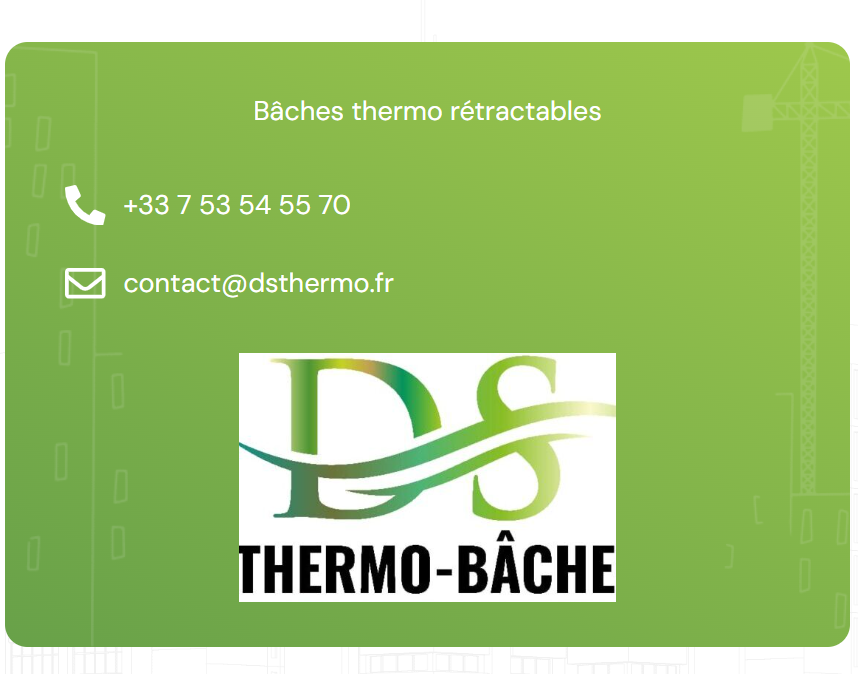 Bâches thermo rétractables
+33 7 53 54 55 70
contact@dsthermo.fr
DS
THERMO-BÂCHE